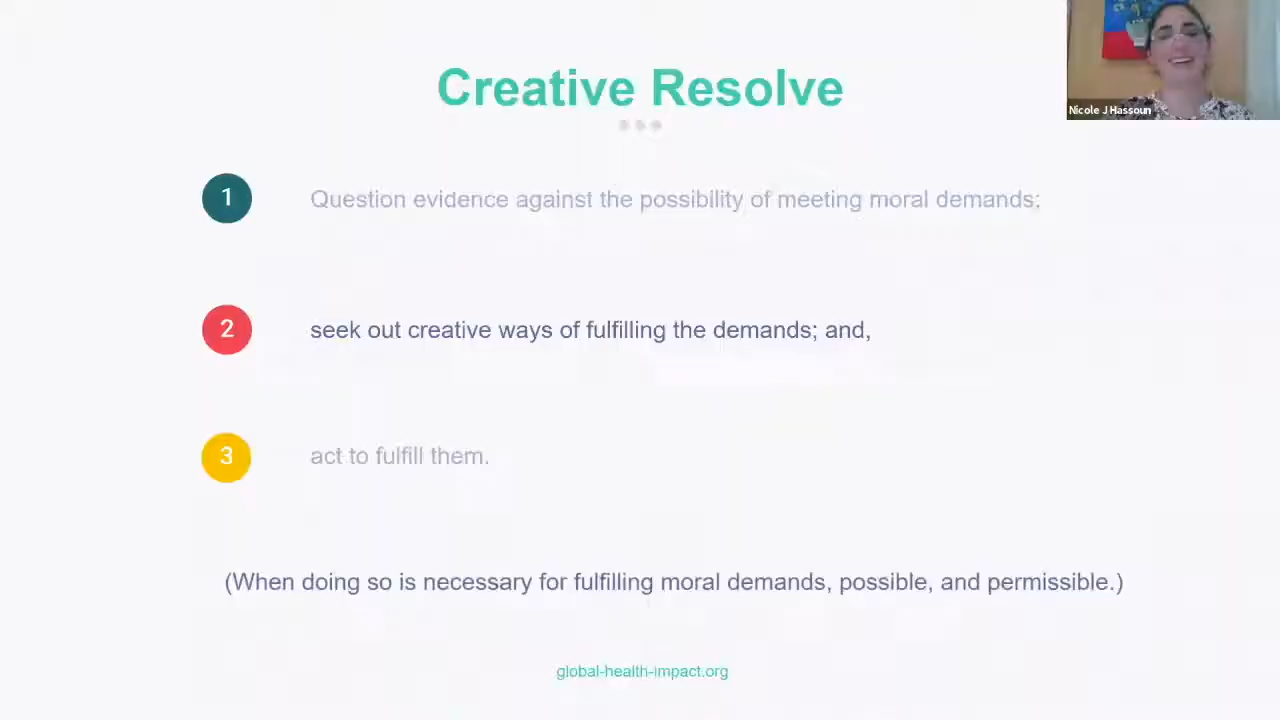 Creative Resolve
Nicole J Hassoun
1
Question evidence against the possibility of meeting moral demands;
2
seek out creative ways of fulfilling the demands; and,
3
act to fulfill them.
(When doing so is necessary for fulfilling moral demands, possible, and permissible.)
global-health-impact.org